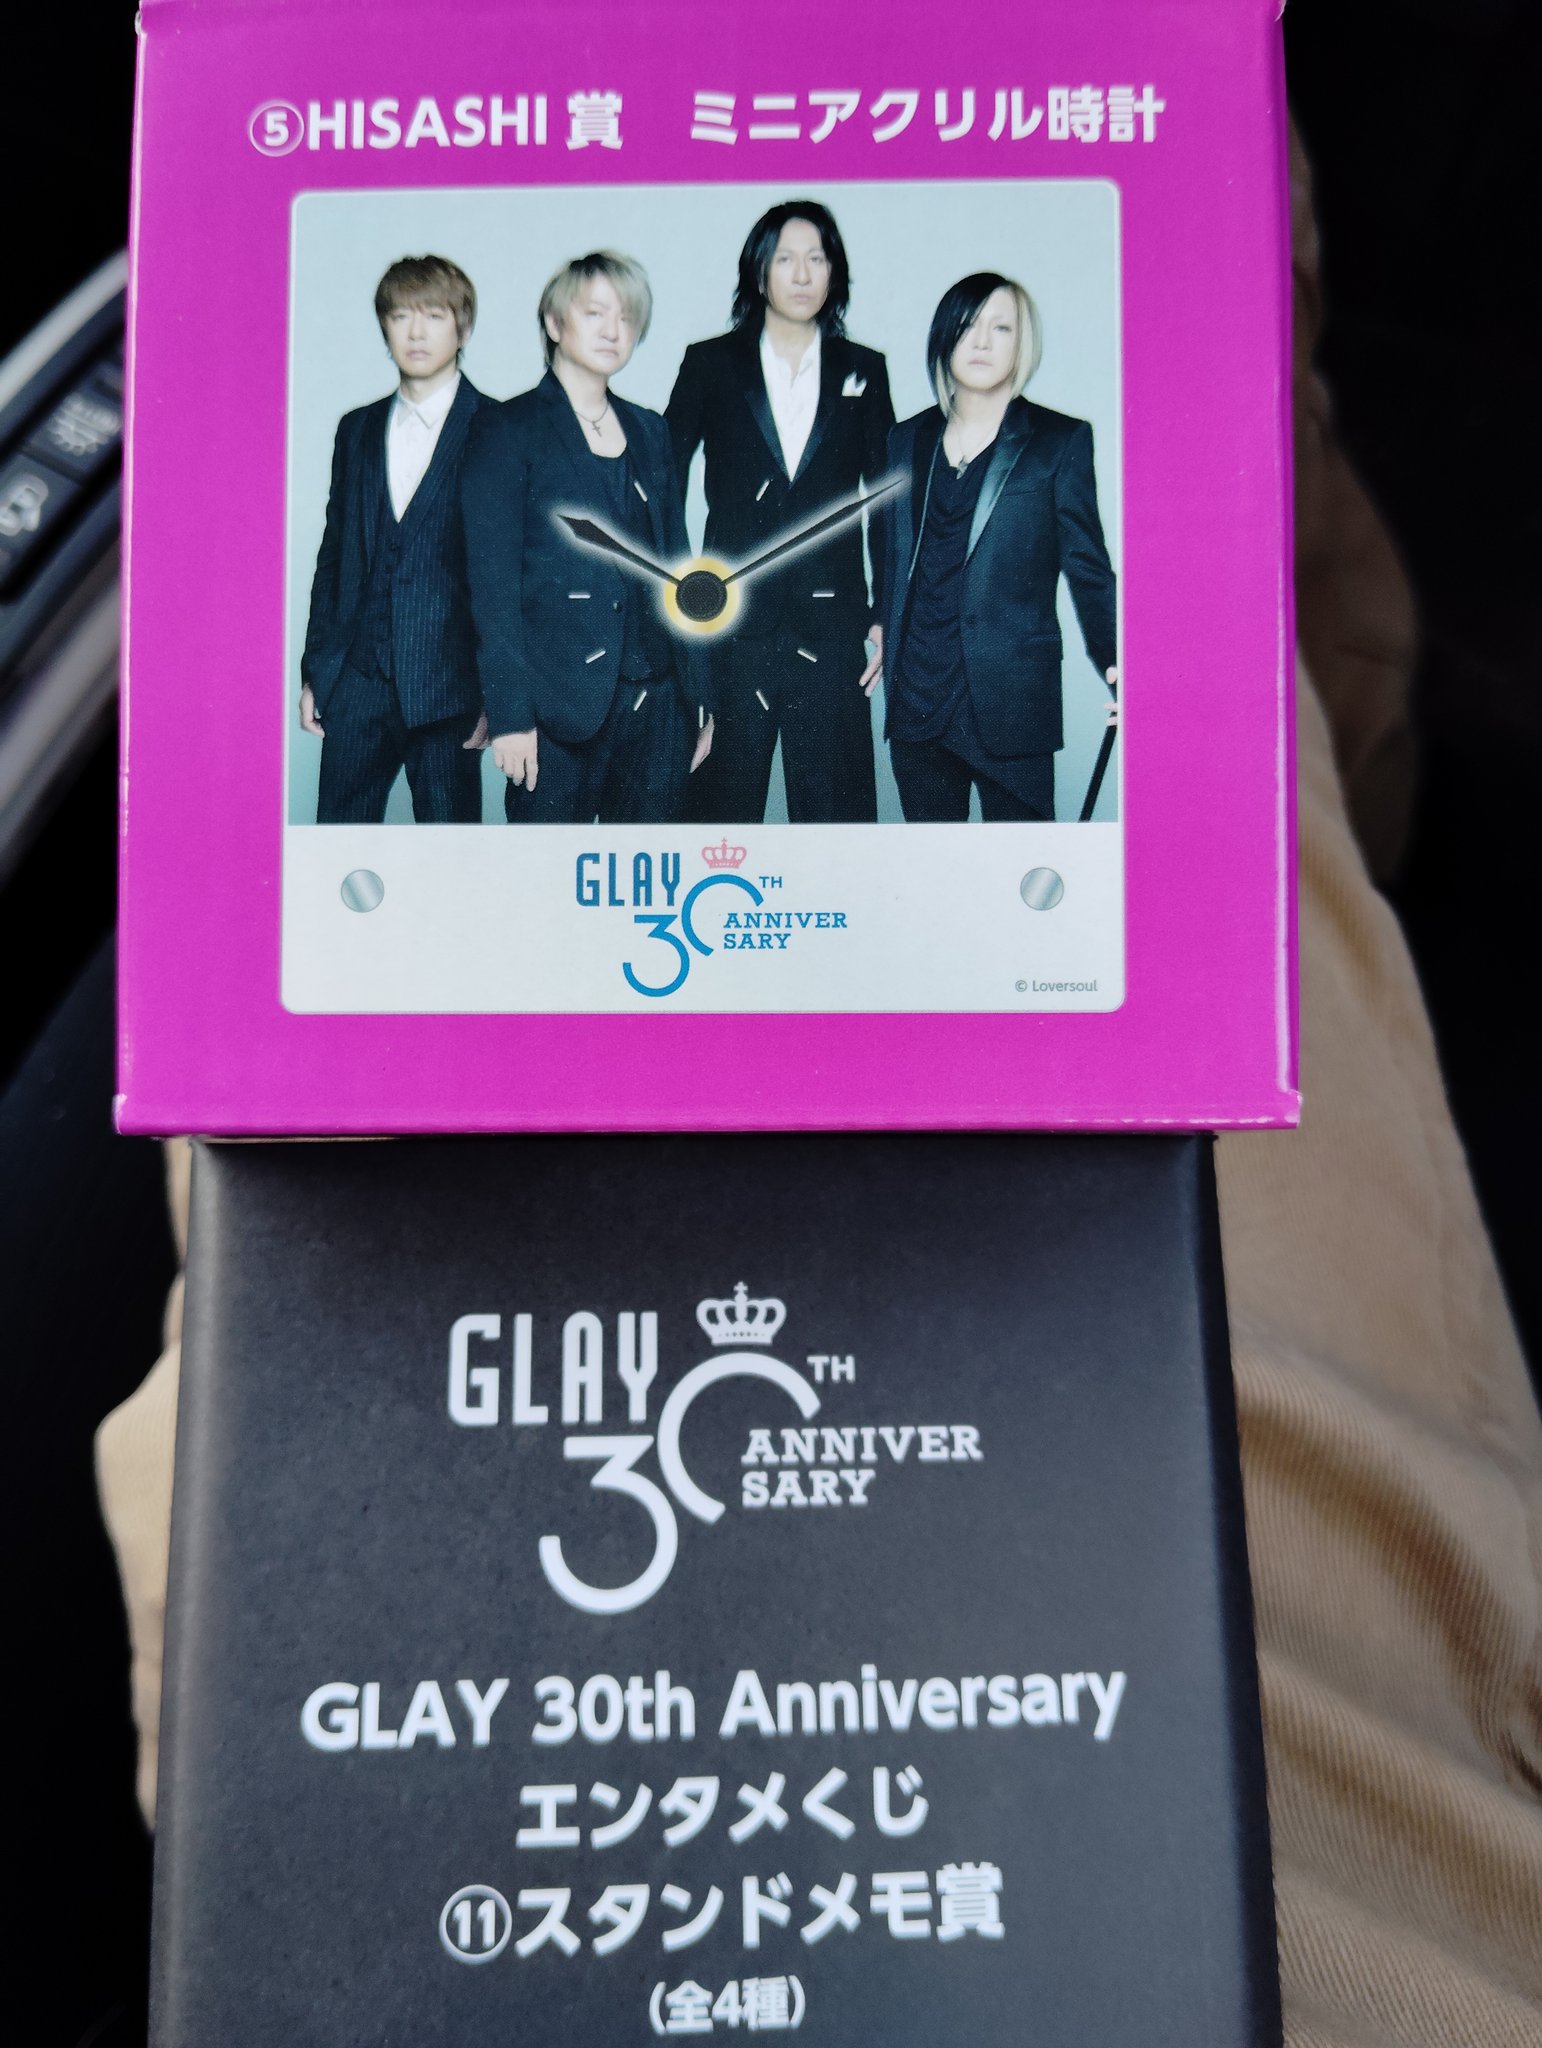 ⑤HISASHI 賞　ミニアクリル時計
GLAY
30TH
ANNIVER
SARY
© Loversoul
GLAY
30TH
ANNIVER
SARY
GLAY 30th Anniversary
エンタメくじ
⑪スタンドメモ賞
(全4種)